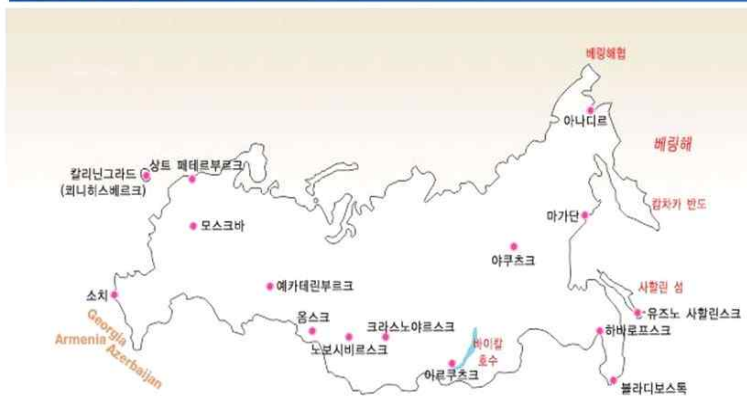 베링해협
아나디르
베링해
상트 페테르부르크
칼리닌그라드
(쾨니히스베르크)
캄차카 반도
마가단
모스크바
야쿠츠크
예카테린부르크
소치
사할린 섬
Georgia
Armenia
Azerbaijan
옴스크
크라스노야르스크
유즈노 사할린스크
하바로프스크
노보시비르스크
바이칼
호수
이르쿠츠크
블라디보스톡